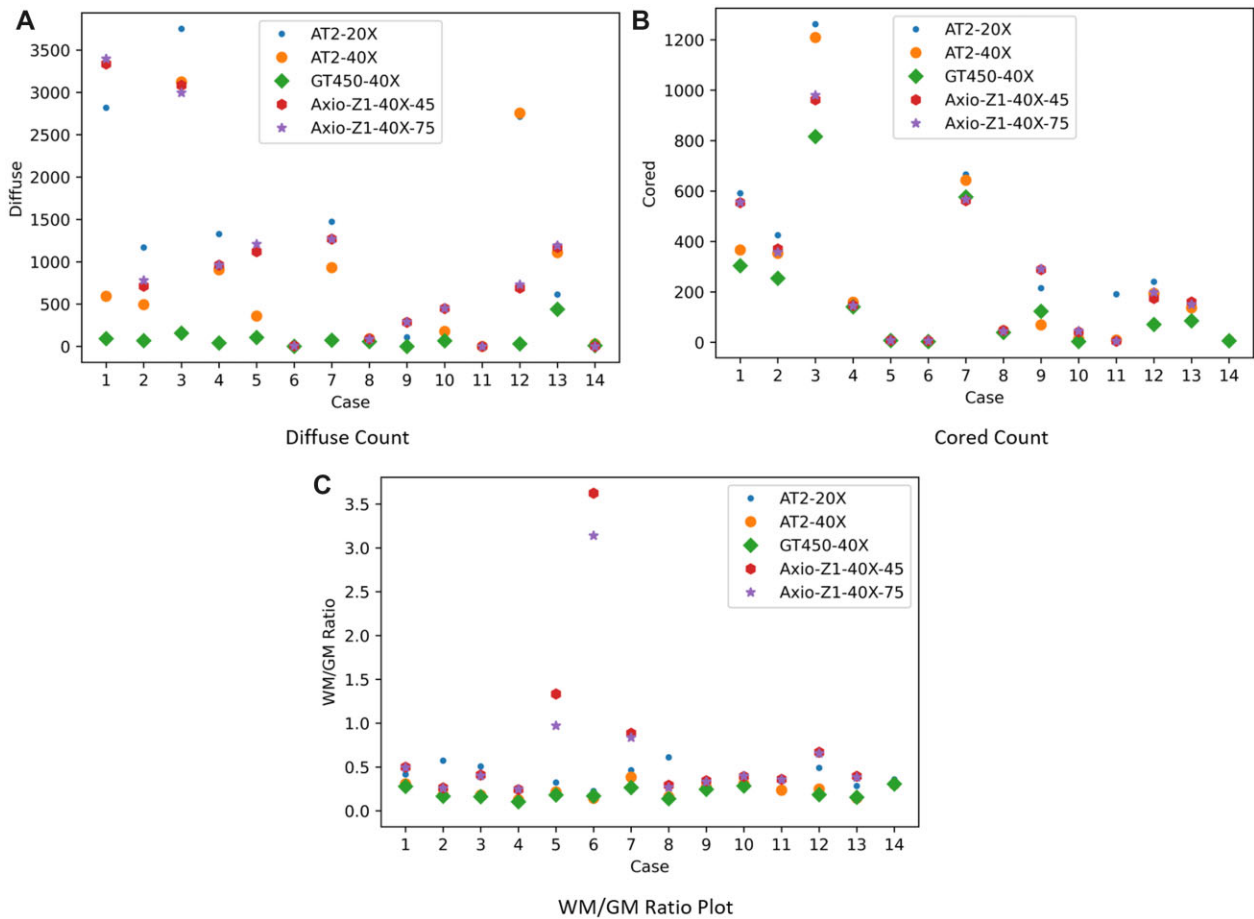 A
Diffuse
3500
3000
2500
2000
1500
1000
500
0
AT2-20X
AT2-40X
GT450-40X
Axio-Z1-40X-45
Axio-Z1-40X-75
1 2 3 4 5 6 7 8 9 10 11 12 13 14
Case
Diffuse Count
B
Cored
1200
1000
800
600
400
200
0
AT2-20X
AT2-40X
GT450-40X
Axio-Z1-40X-45
Axio-Z1-40X-75
1 2 3 4 5 6 7 8 9 10 11 12 13 14
Case
Cored Count
C
WM/GM Ratio
3.5
3.0
2.5
2.0
1.5
1.0
0.5
0.0
AT2-20X
AT2-40X
GT450-40X
Axio-Z1-40X-45
Axio-Z1-40X-75
1 2 3 4 5 6 7 8 9 10 11 12 13 14
Case
WM/GM Ratio Plot